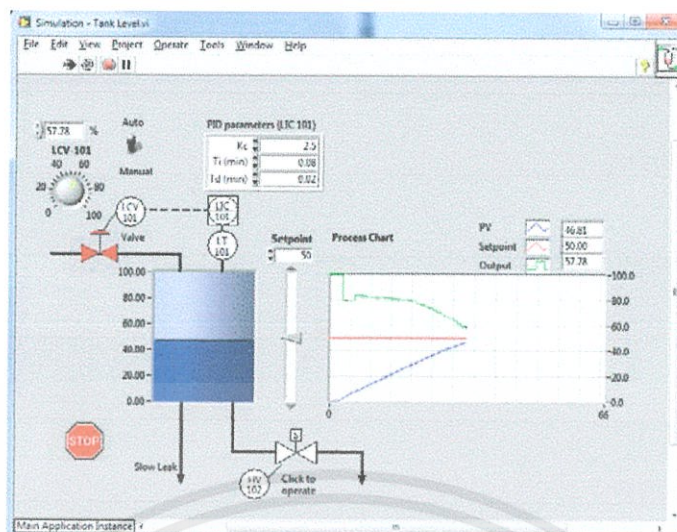 Simulation - Tank Level.vi
File Edit View Project Operate Tools Window Help
57.78 %
Auto
LCV-101
Manual
0 20 40 60 80 100
PID parameters (LIC 101)
Kc 2.5
Ti (min) 0.08
Td (min) 0.02
LCV 101
LIC 101
LT 101
Valve
Setpoint
50
Process Chart
PV 46.81
Setpoint 50.00
Output 57.78
100.00
80.00
60.00
40.00
20.00
0.00
100.0
80.0
60.0
40.0
20.0
0.0
0
66
STOP
Slow Leak
S
HV 102
Click to
operate
Main Application Instance